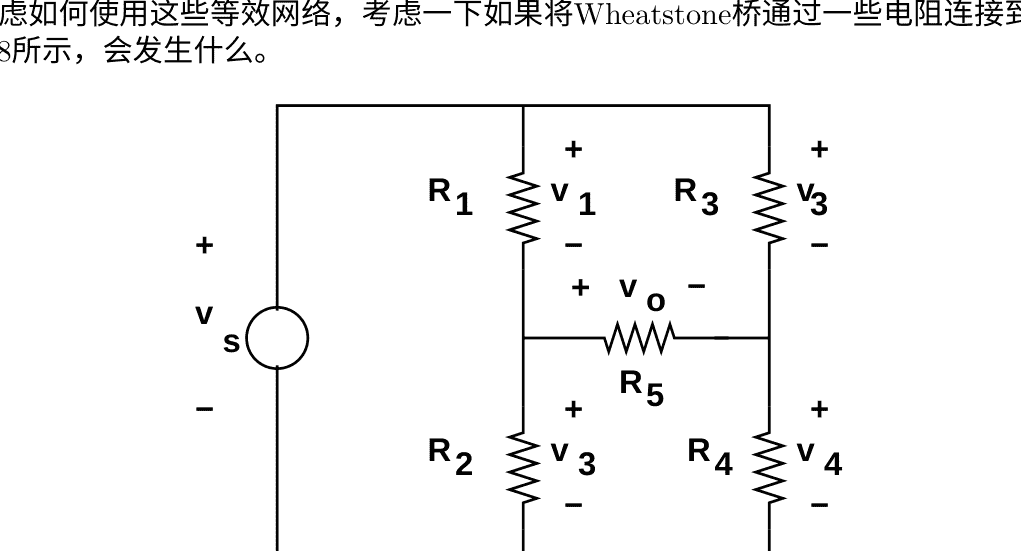 虑如何使用这些等效网络，考虑一下如果将Wheatstone桥通过一些电阻连接到
8所示，会发生什么。
+ +
R1 v1 R3 v3
+ − −
+ vo −
v s
R5
− + +
R2 v3 R4 v4
− −